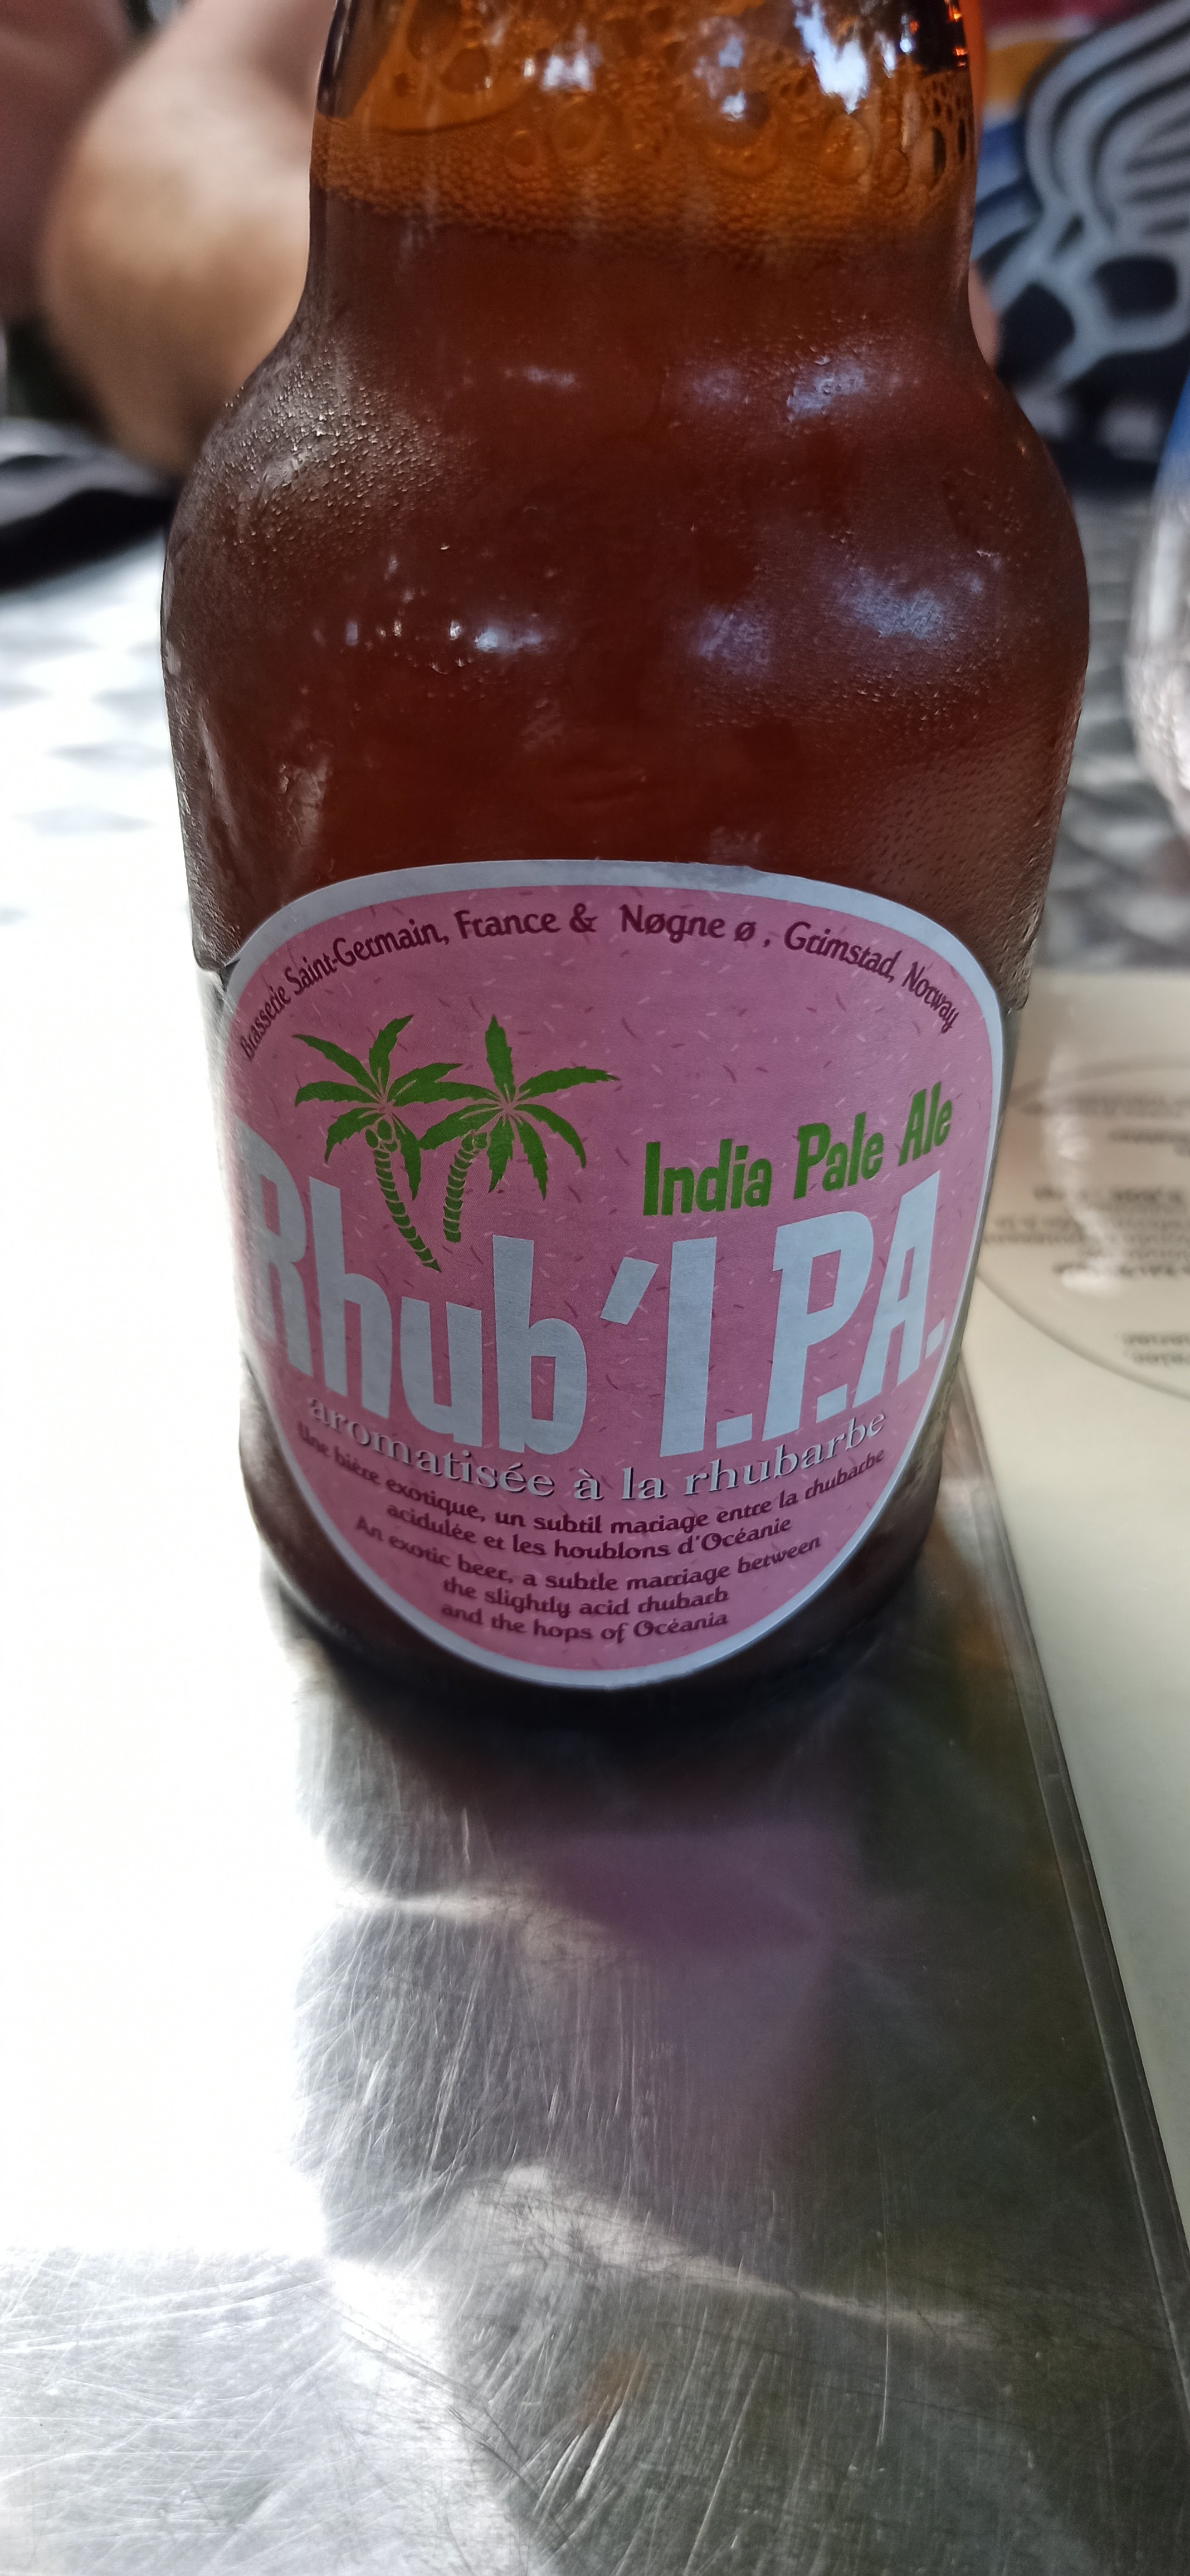 Brasserie Saint-Germain, France & Nøgne ø , Grimstad, Norway
India Pale Ale
Rhub'I.P.A.
aromatisée à la rhubarbe
Une bière exotique, un subtil mariage entre la rhubarbe
acidulée et les houblons d'Océanie
An exotic beer, a subtle marriage between
the slightly acid rhubarb
and the hops of Océania